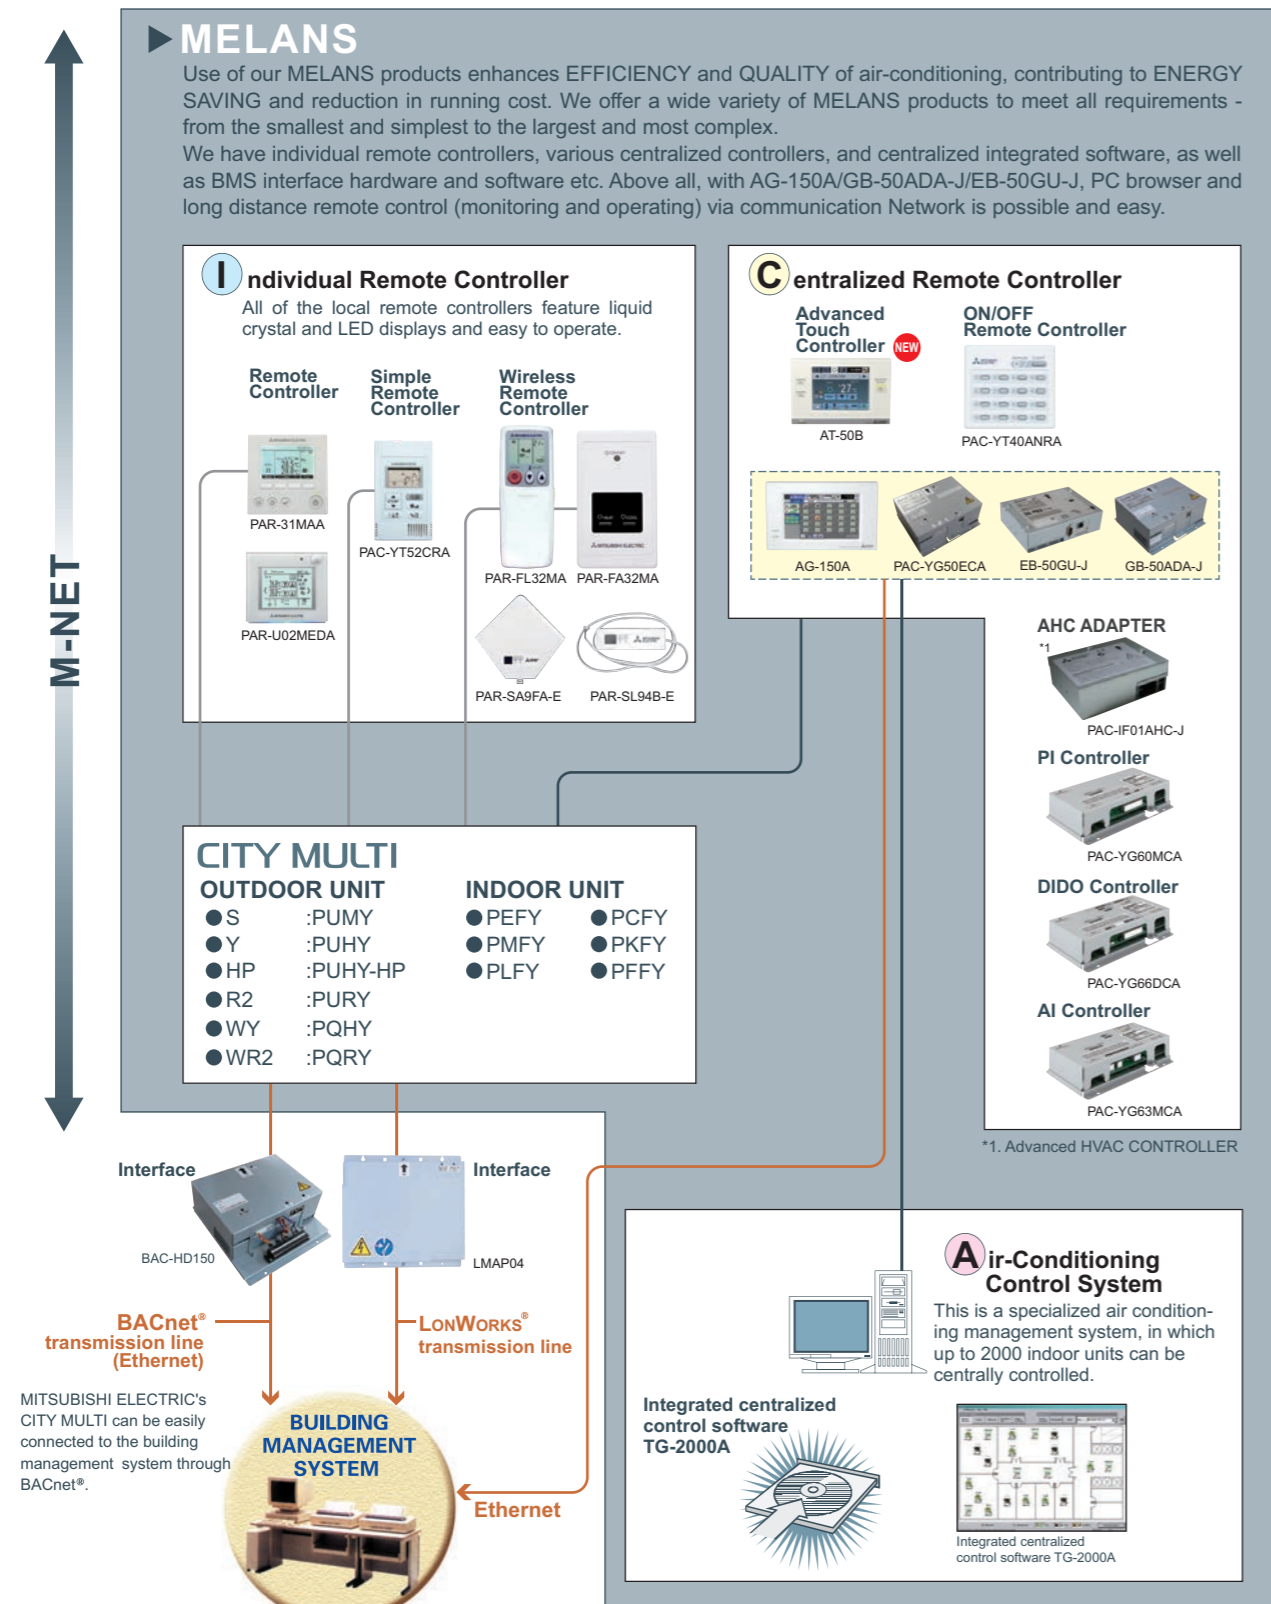 MELANS
Use of our MELANS products enhances EFFICIENCY and QUALITY of air-conditioning, contributing to ENERGY
SAVING and reduction in running cost. We offer a wide variety of MELANS products to meet all requirements -
from the smallest and simplest to the largest and most complex.
We have individual remote controllers, various centralized controllers, and centralized integrated software, as well
as BMS interface hardware and software etc. Above all, with AG-150A/GB-50ADA-J/EB-50GU-J, PC browser and
long distance remote control (monitoring and operating) via communication Network is possible and easy.
M-NET
Individual Remote Controller
All of the local remote controllers feature liquid
crystal and LED displays and easy to operate.
Remote
Controller
Simple
Remote
Controller
Wireless
Remote
Controller
PAR-31MAA
PAC-YT52CRA
PAR-FL32MA
PAR-FA32MA
PAR-U02MEDA
PAR-SA9FA-E
PAR-SL94B-E
Centralized Remote Controller
Advanced
Touch
Controller
NEW
ON/OFF
Remote Controller
AT-50B
PAC-YT40ANRA
AG-150A
PAC-YG50ECA
EB-50GU-J
GB-50ADA-J
AHC ADAPTER
*1
PAC-IF01AHC-J
PI Controller
PAC-YG60MCA
DIDO Controller
PAC-YG66DCA
AI Controller
PAC-YG63MCA
*1. Advanced HVAC CONTROLLER
CITY MULTI
OUTDOOR UNIT
S :PUMY
Y :PUHY
HP :PUHY-HP
R2 :PURY
WY :PQHY
WR2 :PQRY
INDOOR UNIT
PEFY PCFY
PMFY PKFY
PLFY PFFY
Interface
BAC-HD150
Interface
LMAP04
BACnet®
transmission line
(Ethernet)
LONWORKS®
transmission line
MITSUBISHI ELECTRIC's
CITY MULTI can be easily
connected to the building
management system through
BACnet®.
BUILDING
MANAGEMENT
SYSTEM
Ethernet
Air-Conditioning
Control System
This is a specialized air condition-
ing management system, in which
up to 2000 indoor units can be
centrally controlled.
Integrated centralized
control software
TG-2000A
Integrated centralized
control software TG-2000A